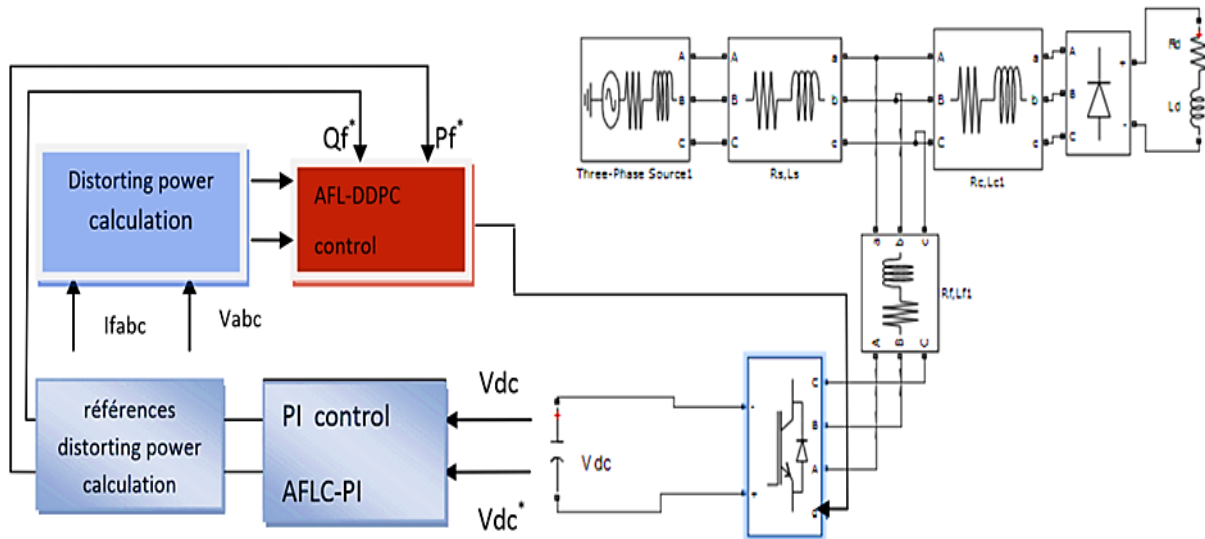 Qf*
Pf*
Distorting power
calculation
AFL-DDPC
control
Ifabc
Vabc
références
distorting power
calculation
PI control
AFLC-PI
Vdc
Vdc*
Vdc
-
+
C
B
A
g
A
B
C
Three-Phase Source1
A
B
C
a
b
c
Rs,Ls
A
B
C
a
b
c
Rc,Lc1
A
B
C
+
-
Rd
Ld
a
b
c
A
B
C
Rf,Lf1